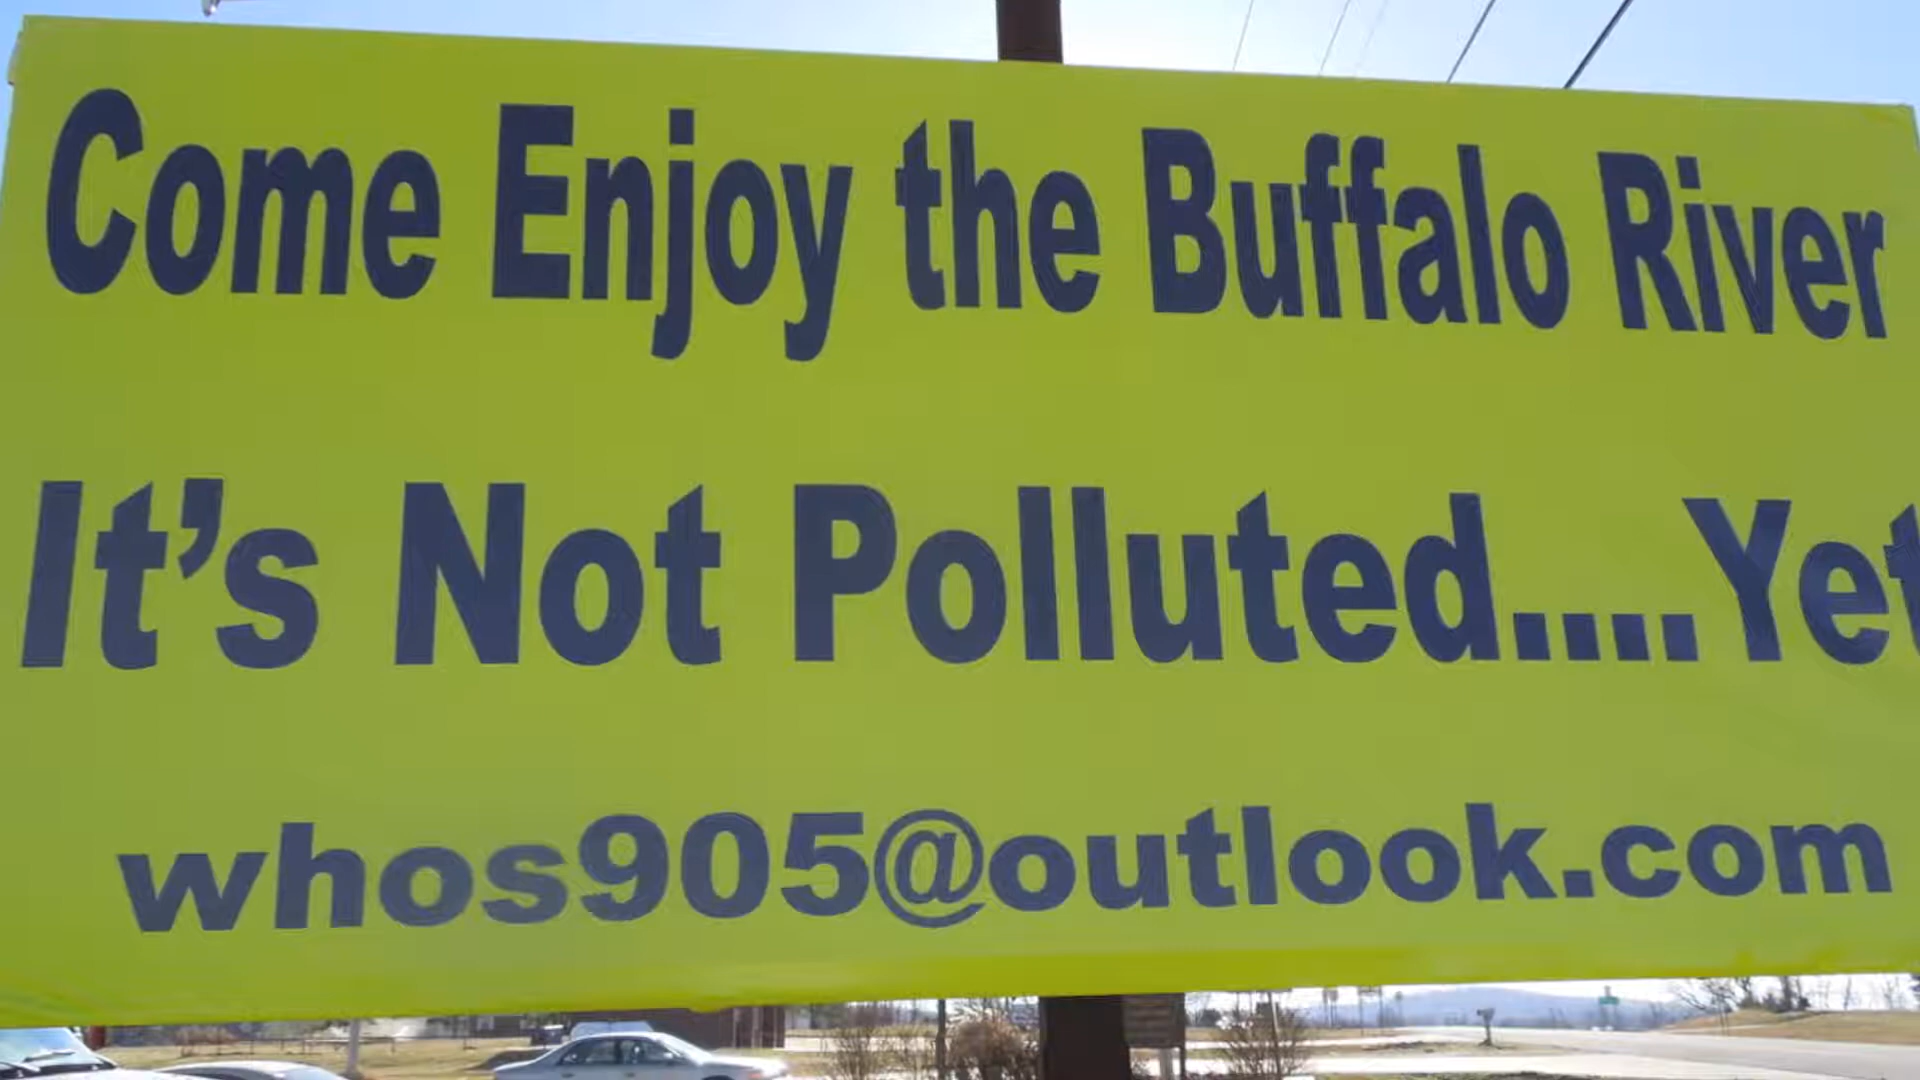 Come Enjoy the Buffalo River
It's Not Polluted....Yet
whos905@outlook.com